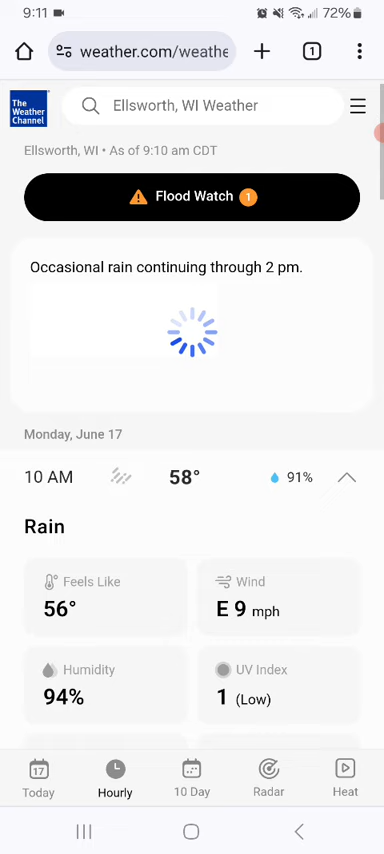 9:11
72%
weather.com/weathe
1
The
Weather
Channel
Ellsworth, WI Weather
Ellsworth, WI • As of 9:10 am CDT
Flood Watch 1
Occasional rain continuing through 2 pm.
Monday, June 17
10 AM 58° 91%
Rain
Feels Like
56°
Wind
E 9 mph
Humidity
94%
UV Index
1 (Low)
17
Today
Hourly
10 Day
Radar
Heat